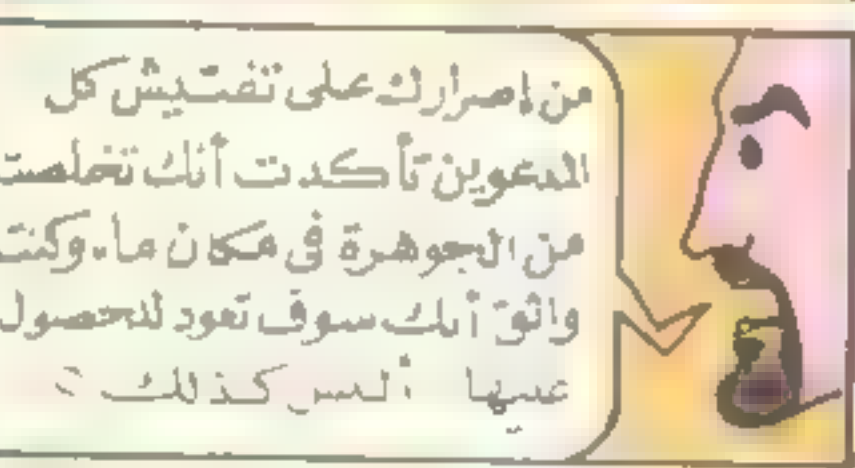 من إصرارك على تفتيش كل
المدعوين تأكدت أنك تخلصت
من الجوهرة فى مكان ما. وكنت
واثق أنك سوف تعود للحصول
عليها أليس كذلك ؟